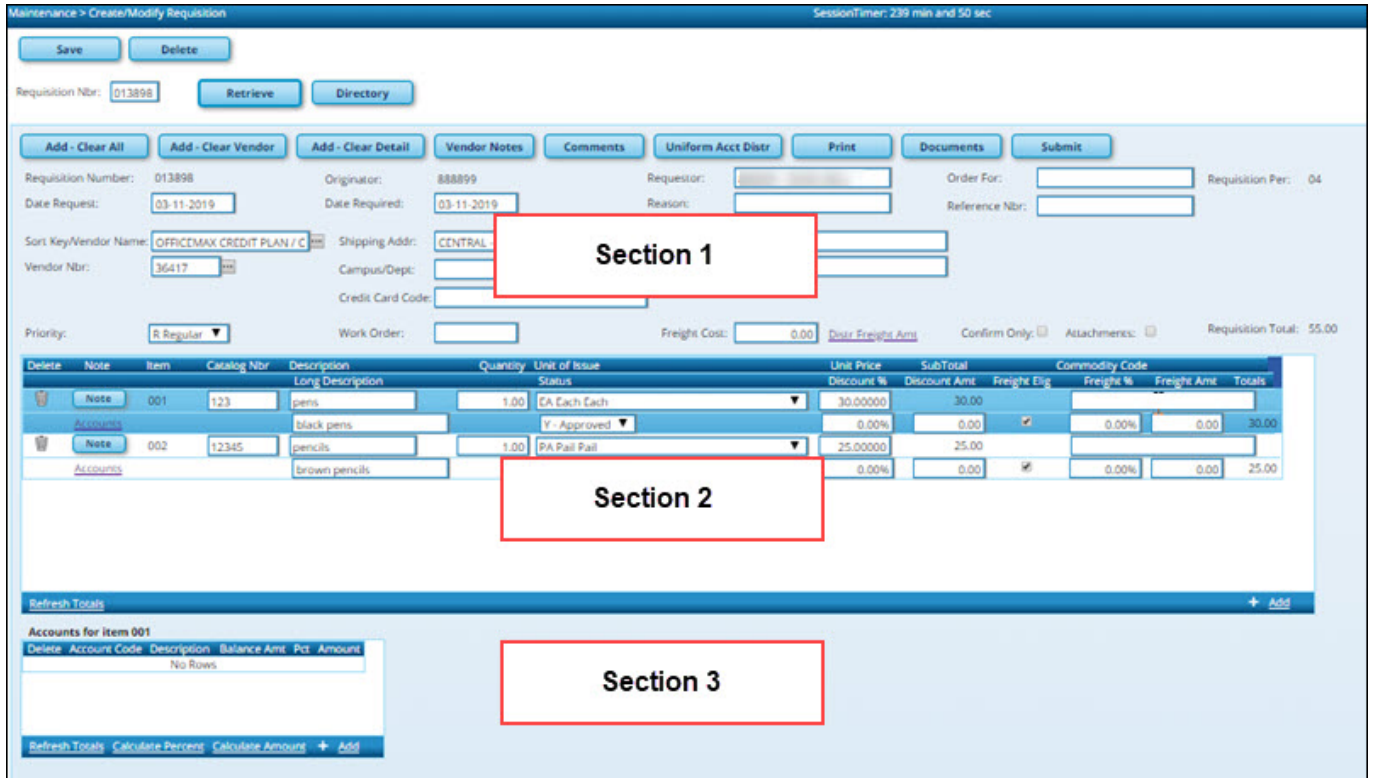 Maintenance > Create/Modify Requisition SessionTimer: 239 min and 50 sec
Save Delete
Requisition Nbr: 013898 Retrieve Directory
Add - Clear All Add - Clear Vendor Add - Clear Detail Vendor Notes Comments Uniform Acct Distr Print Documents Submit
Requisition Number: 013898 Originator: 888899 Requestor: Order For: Requisition Per: 04
Date Request: 03-11-2019 Date Required: 03-11-2019 Reason: Reference Nbr:
Sort Key/Vendor Name: OFFICEMAX CREDIT PLAN / C ... Shipping Addr: CENTRAL -
Section 1
Vendor Nbr: 36417 ... Campus/Dept:
Credit Card Code:
Priority: R Regular Work Order: Freight Cost: 0.00 Distr Freight Amt Confirm Only: Attachments: Requisition Total: 55.00
Delete Note Item Catalog Nbr Description Quantity Unit of Issue Unit Price SubTotal Commodity Code
Long Description Status Discount % Discount Amt Freight Elig Freight % Freight Amt Totals
Note 001 123 pens 1.00 EA Each Each 30.00000 30.00
Accounts black pens Y - Approved 0.00% 0.00 0.00% 0.00 30.00
Note 002 12345 pencils 1.00 PA Pail Pail 25.00000 25.00
Accounts brown pencils 0.00% 0.00 0.00% 0.00 25.00
Section 2
Refresh Totals + Add
Accounts for item 001
Delete Account Code Description Balance Amt Pct Amount
No Rows
Section 3
Refresh Totals Calculate Percent Calculate Amount + Add